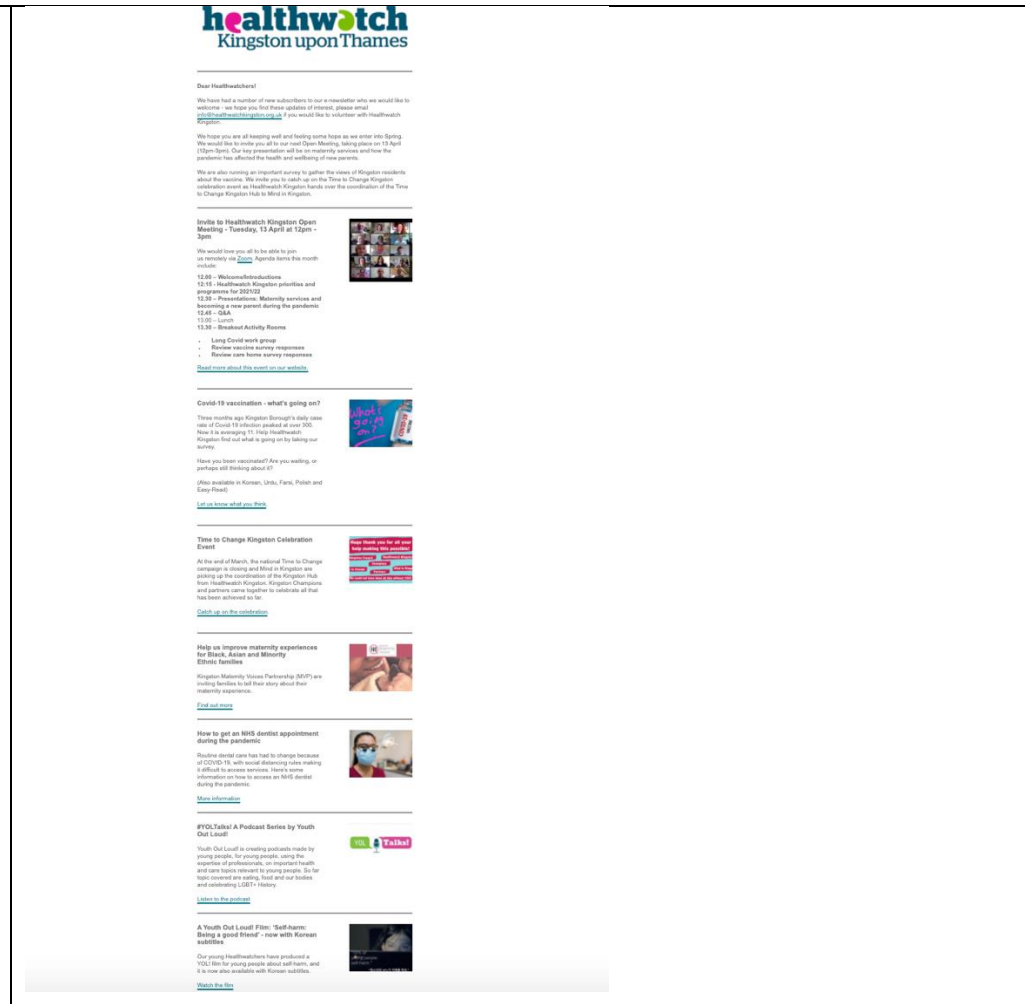 healthwatch
Kingston upon Thames
Dear Healthwatchers!
We have had a number of new subscribers to our e-newsletter who we would like to
welcome - we hope you find these updates of interest, please email
info@healthwatchkingston.org.uk if you would like to volunteer with Healthwatch
Kingston.
We hope you are all keeping well and feeling some hope as we enter into Spring.
We would like to invite you all to our next Open Meeting, taking place on 13 April
(12pm-3pm). Our key presentation will be on maternity services and how the
pandemic has affected the health and wellbeing of new parents.
We are also running an important survey to gather the views of Kingston residents
about the vaccine. We invite you to catch up on the Time to Change Kingston
celebration event as Healthwatch Kingston hands over the coordination of the Time
to Change Kingston Hub to Mind in Kingston.
Invite to Healthwatch Kingston Open
Meeting - Tuesday, 13 April at 12pm -
3pm
We would love you all to be able to join
us remotely via Zoom. Agenda items this month
include:
12.00 – Welcome/Introductions
12:15 - Healthwatch Kingston priorities and
programme for 2021/22
12.30 – Presentations: Maternity services and
becoming a new parent during the pandemic
12.45 – Q&A
13.00 – Lunch
13.30 – Breakout Activity Rooms
• Long Covid work group
• Review vaccine survey responses
• Review care home survey responses
Read more about this event on our website.
Covid-19 vaccination - what's going on?
Three months ago Kingston Borough's daily case
rate of Covid-19 infection peaked at over 300.
Now it is averaging 11. Help Healthwatch
Kingston find out what is going on by taking our
survey.
Have you been vaccinated? Are you waiting, or
perhaps still thinking about it?
(Also available in Korean, Urdu, Farsi, Polish and
Easy-Read)
Let us know what you think.
What's
going
on?
Time to Change Kingston Celebration
Event
At the end of March, the national Time to Change
campaign is closing and Mind in Kingston are
picking up the coordination of the Kingston Hub
from Healthwatch Kingston. Kingston Champions
and partners came together to celebrate all that
has been achieved so far.
Catch up on the celebration.
Huge thank you for all your
help making this possible!
Help us improve maternity experiences
for Black, Asian and Minority
Ethnic families
Kingston Maternity Voices Partnership (MVP) are
inviting families to tell their story about their
maternity experience.
Find out more
How to get an NHS dentist appointment
during the pandemic
Routine dental care has had to change because
of COVID-19, with social distancing rules making
it difficult to access services. Here's some
information on how to access an NHS dentist
during the pandemic.
More information
#YOLTalks! A Podcast Series by Youth
Out Loud!
Youth Out Loud! is creating podcasts made by
young people, for young people, using the
expertise of professionals, on important health
and care topics relevant to young people. So far
topic covered are eating, food and our bodies
and celebrating LGBT+ History.
Listen to the podcast
YOL Talks!
A Youth Out Loud! Film: 'Self-harm:
Being a good friend' - now with Korean
subtitles
Our young Healthwatchers have produced a
YOL! film for young people about self-harm, and
it is now also available with Korean subtitles.
Watch the film